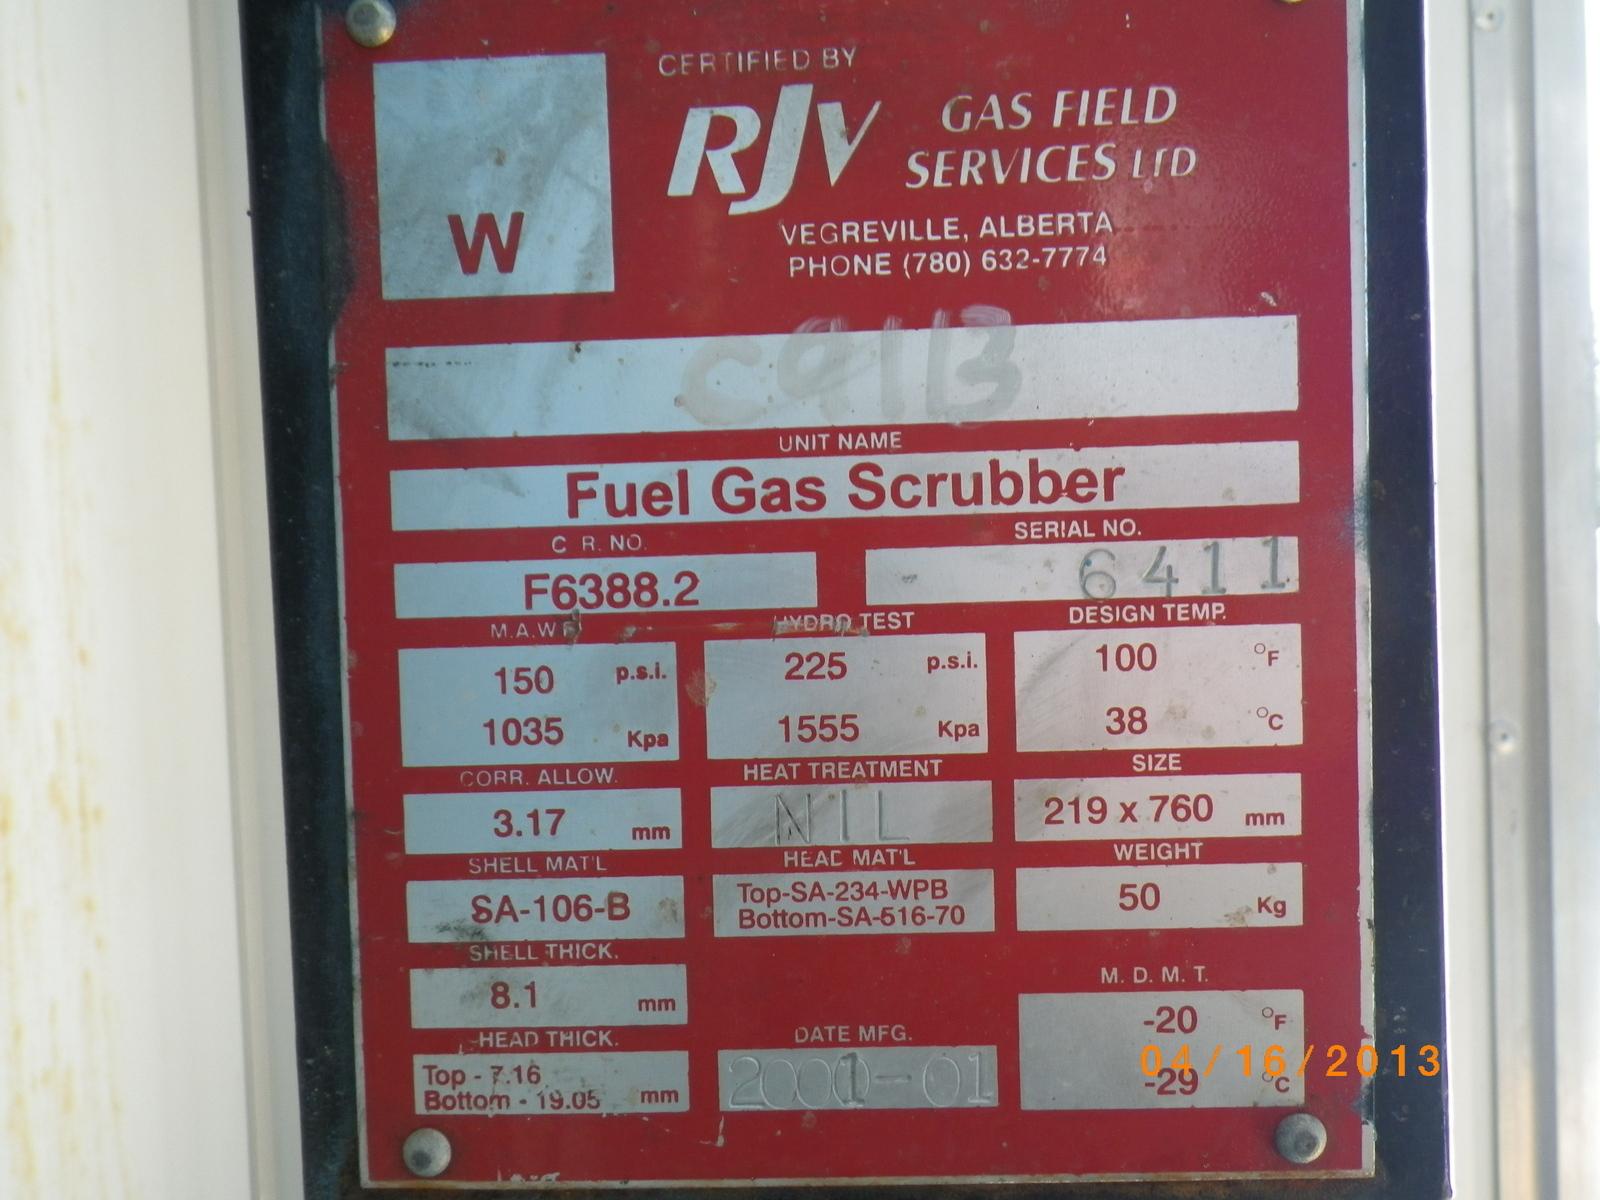 CERTIFIED BY
RJV GAS FIELD
SERVICES LTD
VEGREVILLE, ALBERTA
PHONE (780) 632-7774
W
C9113
UNIT NAME
Fuel Gas Scrubber
C R. NO. SERIAL NO.
F6388.2 6411
M.A.W.P. HYDRO TEST DESIGN TEMP.
150 p.s.i. 225 p.s.i. 100 °F
1035 Kpa 1555 Kpa 38 °C
CORR. ALLOW. HEAT TREATMENT SIZE
3.17 mm NIL 219 x 760 mm
SHELL MAT'L HEAD MAT'L WEIGHT
SA-106-B Top-SA-234-WPB 50 Kg
Bottom-SA-516-70
SHELL THICK. M. D. M. T.
8.1 mm -20 °F
HEAD THICK. DATE MFG.
Top - 7.16 2001-01 -29 °C
Bottom - 19.05 mm
04/16/2013